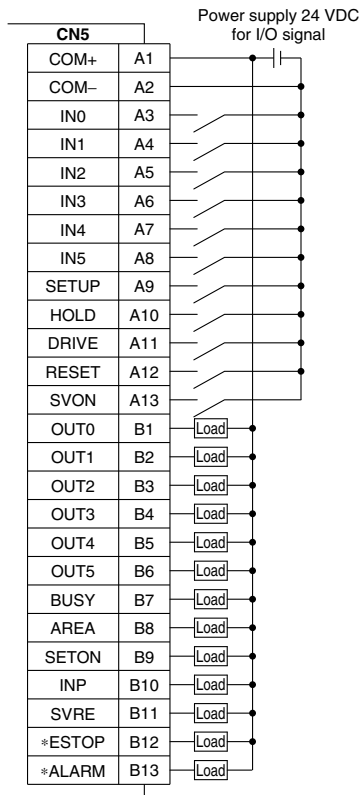 Power supply 24 VDC
for I/O signal
CN5
COM+ A1
COM– A2
IN0 A3
IN1 A4
IN2 A5
IN3 A6
IN4 A7
IN5 A8
SETUP A9
HOLD A10
DRIVE A11
RESET A12
SVON A13
OUT0 B1 Load
OUT1 B2 Load
OUT2 B3 Load
OUT3 B4 Load
OUT4 B5 Load
OUT5 B6 Load
BUSY B7 Load
AREA B8 Load
SETON B9 Load
INP B10 Load
SVRE B11 Load
∗ESTOP B12 Load
∗ALARM B13 Load